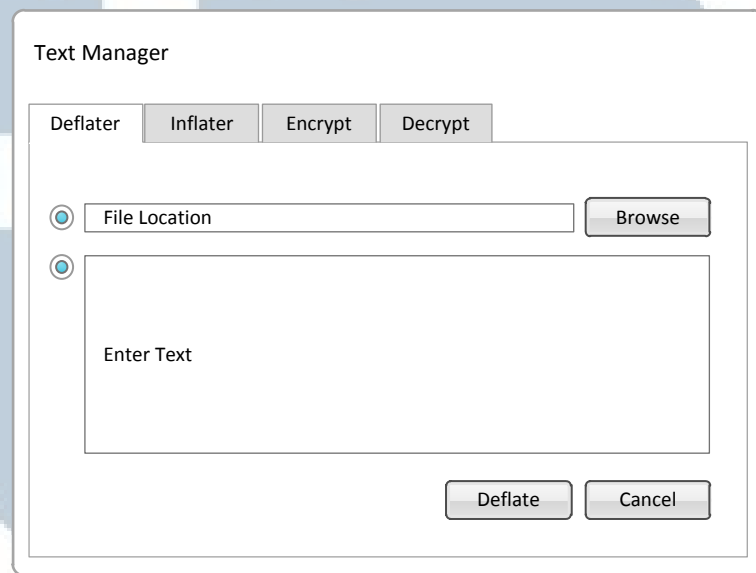 Text Manager
Deflater Inflater Encrypt Decrypt
File Location Browse
Enter Text
Deflate Cancel